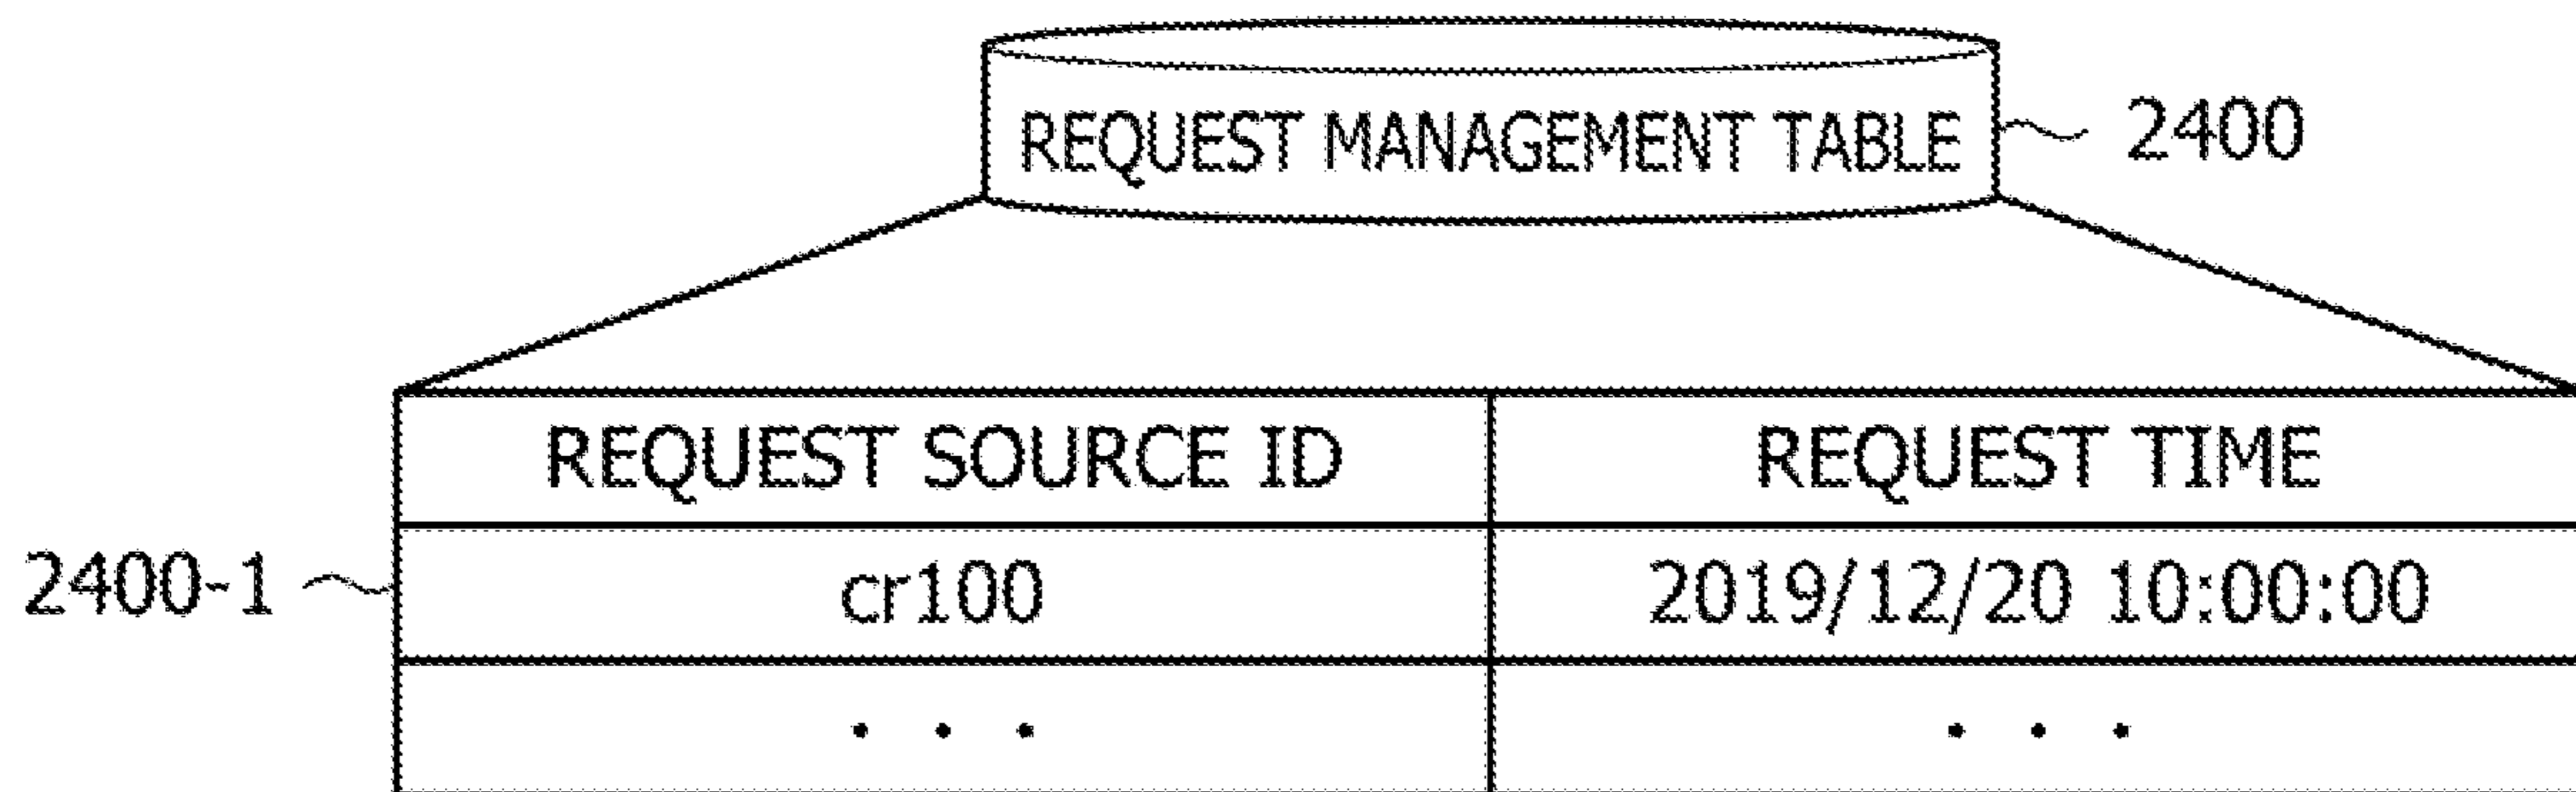 REQUEST MANAGEMENT TABLE 2400
REQUEST SOURCE ID REQUEST TIME
2400-1 cr100 2019/12/20 10:00:00
. . . . . .